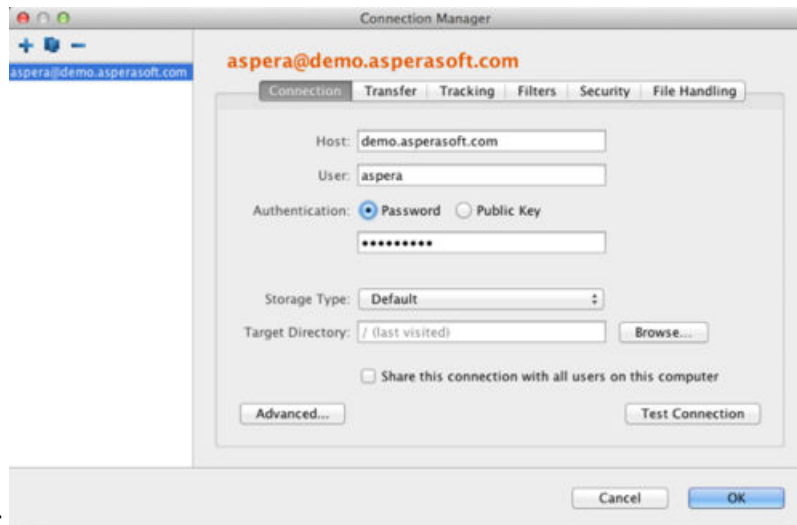 Connection Manager
aspera@demo.asperasoft.com
aspera@demo.asperasoft.com
Connection Transfer Tracking Filters Security File Handling
Host: demo.asperasoft.com
User: aspera
Authentication: Password Public Key
•••••••••
Storage Type: Default
Target Directory: / (last visited) Browse...
Share this connection with all users on this computer
Advanced... Test Connection
Cancel OK